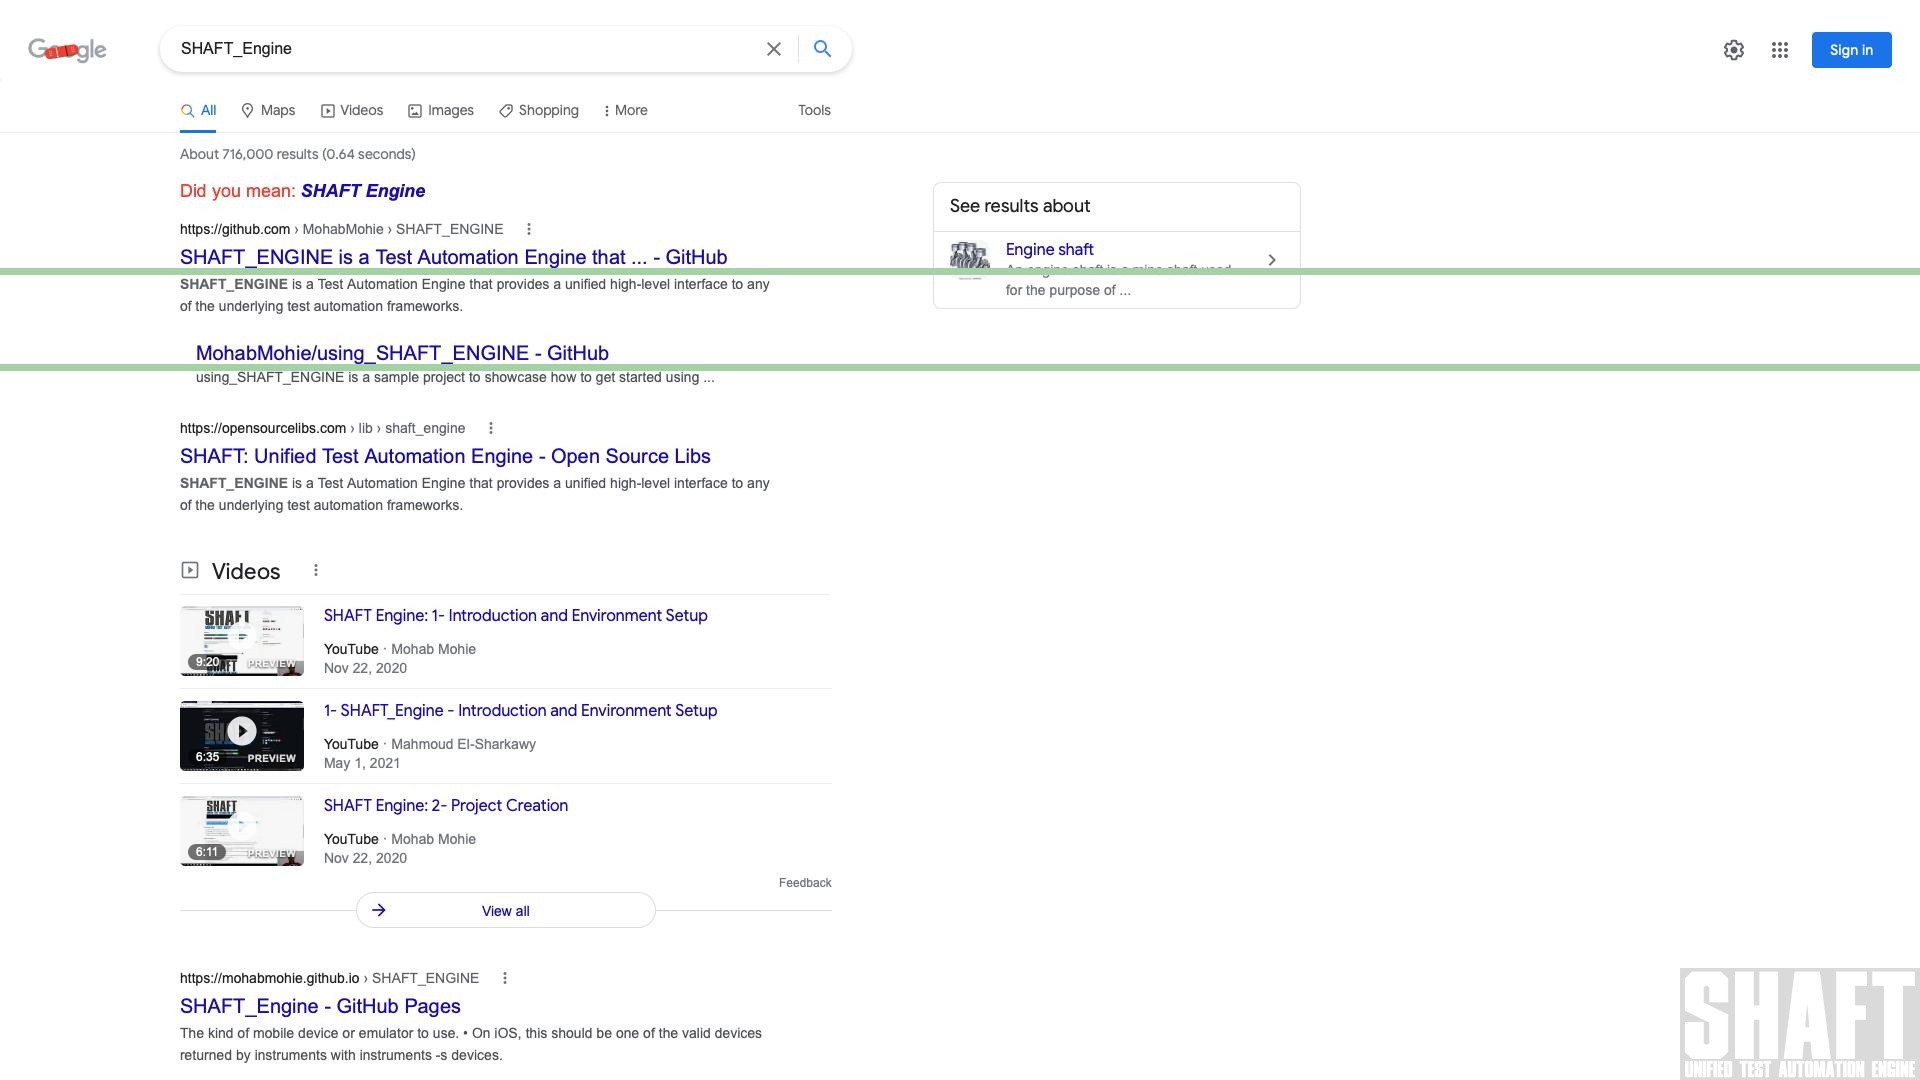 Google
SHAFT_Engine
Sign in
All
Maps
Videos
Images
Shopping
More
Tools
About 716,000 results (0.64 seconds)
Did you mean: SHAFT Engine
https://github.com › MohabMohie › SHAFT_ENGINE
SHAFT_ENGINE is a Test Automation Engine that ... - GitHub
SHAFT_ENGINE is a Test Automation Engine that provides a unified high-level interface to any
of the underlying test automation frameworks.
MohabMohie/using_SHAFT_ENGINE - GitHub
using_SHAFT_ENGINE is a sample project to showcase how to get started using ...
https://opensourcelibs.com › lib › shaft_engine
SHAFT: Unified Test Automation Engine - Open Source Libs
SHAFT_ENGINE is a Test Automation Engine that provides a unified high-level interface to any
of the underlying test automation frameworks.
Videos
SHAFT Engine: 1- Introduction and Environment Setup
YouTube · Mohab Mohie
Nov 22, 2020
9:20
PREVIEW
1- SHAFT_Engine - Introduction and Environment Setup
YouTube · Mahmoud El-Sharkawy
May 1, 2021
6:35
PREVIEW
SHAFT Engine: 2- Project Creation
YouTube · Mohab Mohie
Nov 22, 2020
6:11
PREVIEW
Feedback
View all
https://mohabmohie.github.io › SHAFT_ENGINE
SHAFT_Engine - GitHub Pages
The kind of mobile device or emulator to use. • On iOS, this should be one of the valid devices
returned by instruments with instruments -s devices.
See results about
Engine shaft
An engine shaft is a mine shaft used
for the purpose of ...
SHAFT
UNIFIED TEST AUTOMATION ENGINE